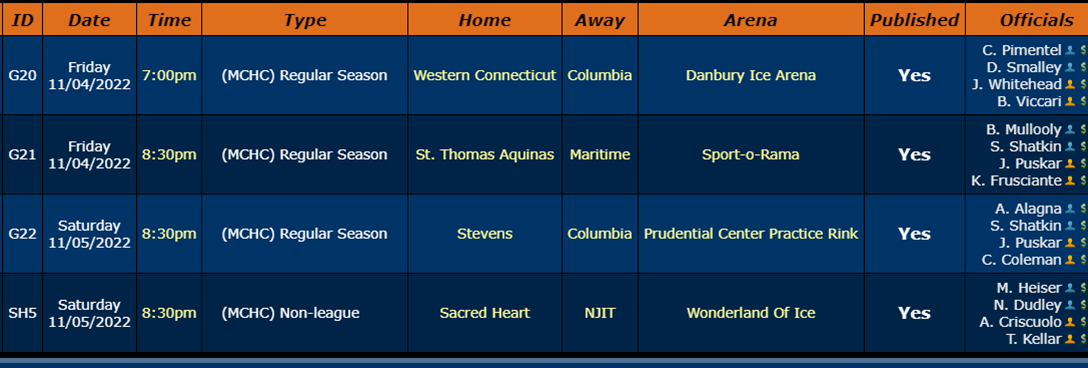 ID Date Time Type Home Away Arena Published Officials
G20 Friday 11/04/2022 7:00pm (MCHC) Regular Season Western Connecticut Columbia Danbury Ice Arena Yes C. Pimentel $
D. Smalley $
J. Whitehead $
B. Viccari $
G21 Friday 11/04/2022 8:30pm (MCHC) Regular Season St. Thomas Aquinas Maritime Sport-o-Rama Yes B. Mullooly $
S. Shatkin $
J. Puskar $
K. Frusciante $
G22 Saturday 11/05/2022 8:30pm (MCHC) Regular Season Stevens Columbia Prudential Center Practice Rink Yes A. Alagna $
S. Shatkin $
J. Puskar $
C. Coleman $
SH5 Saturday 11/05/2022 8:30pm (MCHC) Non-league Sacred Heart NJIT Wonderland Of Ice Yes M. Heiser $
N. Dudley $
A. Criscuolo $
T. Kellar $